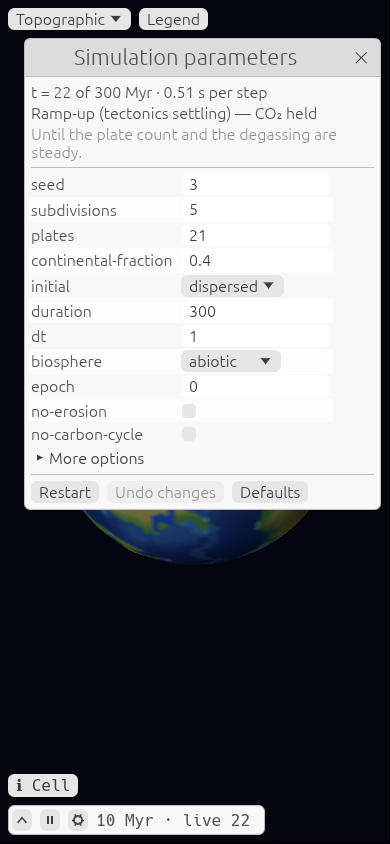 Topographic
Legend
Simulation parameters
t = 22 of 300 Myr · 0.51 s per step
Ramp-up (tectonics settling) — CO₂ held
Until the plate count and the degassing are
steady.
seed 3
subdivisions 5
plates 21
continental-fraction 0.4
initial dispersed
duration 300
dt 1
biosphere abiotic
epoch 0
no-erosion
no-carbon-cycle
More options
Restart Undo changes Defaults
Cell
10 Myr · live 22